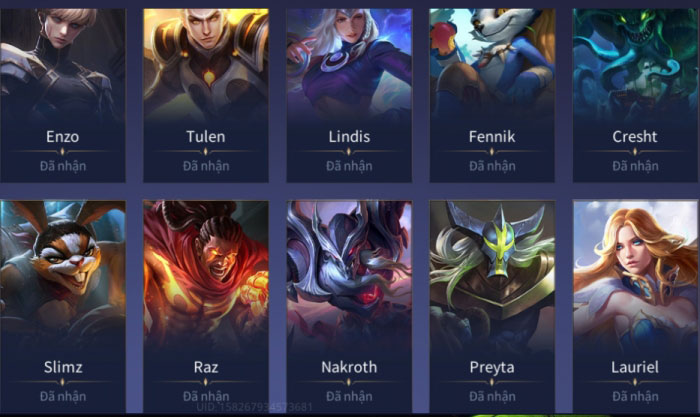 Enzo
Tulen
Lindis
Fennik
Cresht
Đã nhận
Đã nhận
Đã nhận
Đã nhận
Đã nhận
Slimz
Raz
Nakroth
Preyta
Lauriel
Đã nhận
Đã nhận
Đã nhận
Đã nhận
Đã nhận
UID: 158267934573681